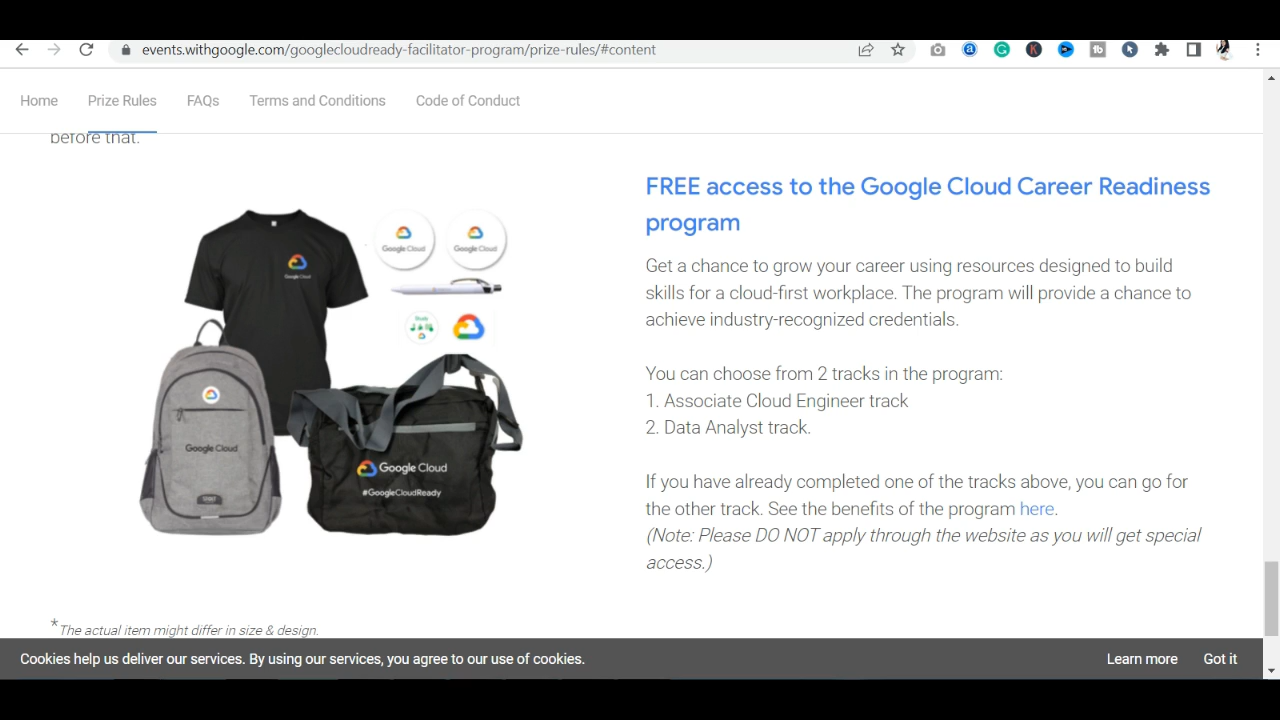 events.withgoogle.com/googlecloudready-facilitator-program/prize-rules/#content
Home
Prize Rules
FAQs
Terms and Conditions
Code of Conduct
before that.
FREE access to the Google Cloud Career Readiness
program
Get a chance to grow your career using resources designed to build
skills for a cloud-first workplace. The program will provide a chance to
achieve industry-recognized credentials.
You can choose from 2 tracks in the program:
1. Associate Cloud Engineer track
2. Data Analyst track.
If you have already completed one of the tracks above, you can go for
the other track. See the benefits of the program here.
(Note: Please DO NOT apply through the website as you will get special
access.)
Google Cloud
Google Cloud
Google Cloud
Study
JAM
Google Cloud
Google Cloud
#GoogleCloudReady
*The actual item might differ in size & design.
Cookies help us deliver our services. By using our services, you agree to our use of cookies.
Learn more
Got it